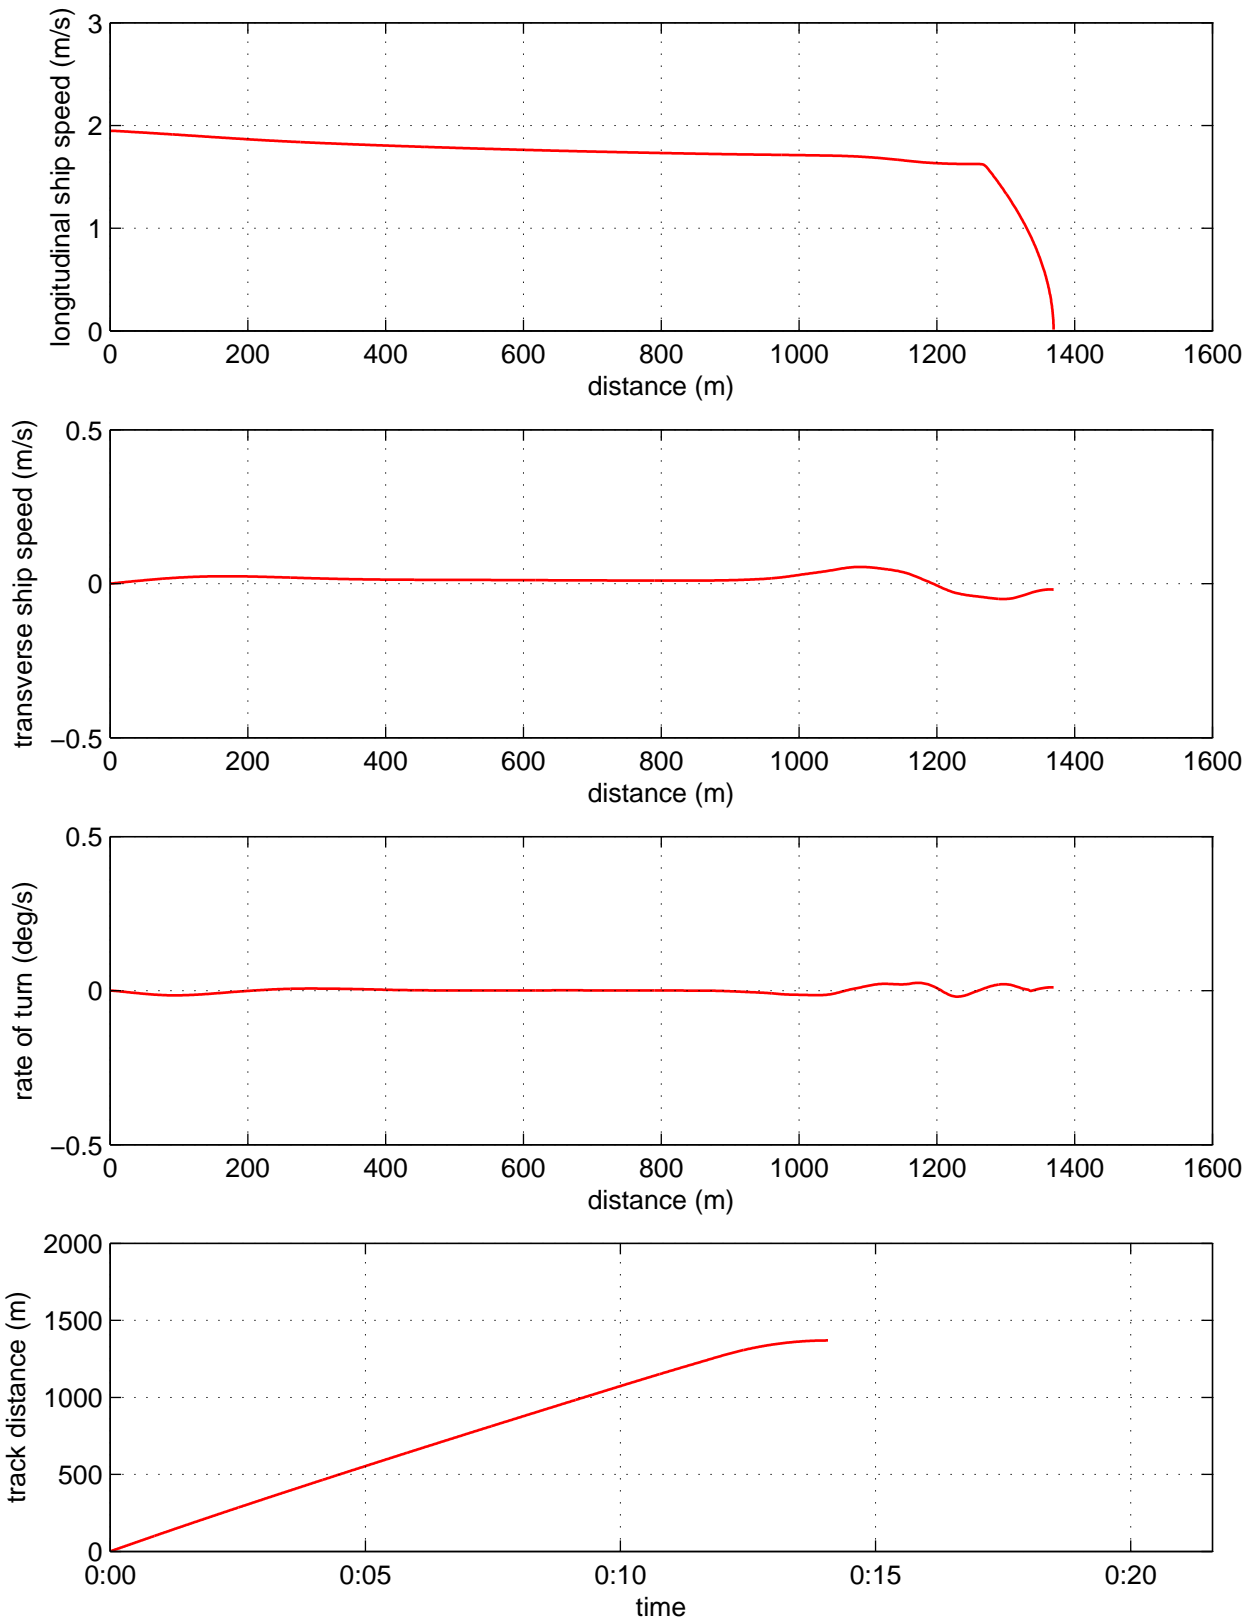 longitudinal ship speed (m/s)
3
2
1
0
0 200 400 600 800 1000 1200 1400 1600
distance (m)
transverse ship speed (m/s)
0.5
0
−0.5
0 200 400 600 800 1000 1200 1400 1600
distance (m)
rate of turn (deg/s)
0.5
0
−0.5
0 200 400 600 800 1000 1200 1400 1600
distance (m)
track distance (m)
2000
1500
1000
500
0
0:00 0:05 0:10 0:15 0:20
time